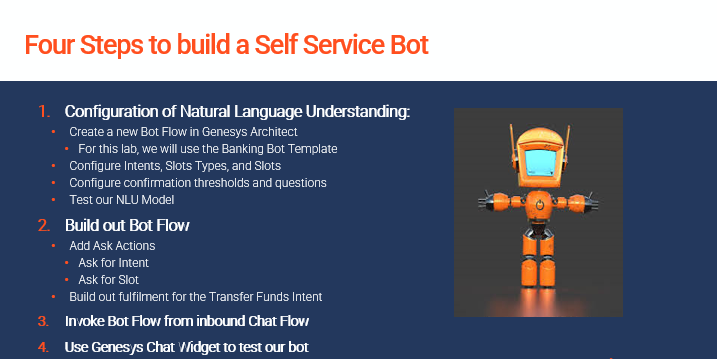 Four Steps to build a Self Service Bot
1. Configuration of Natural Language Understanding:
• Create a new Bot Flow in Genesys Architect
• For this lab, we will use the Banking Bot Template
• Configure Intents, Slots Types, and Slots
• Configure confirmation thresholds and questions
• Test our NLU Model
2. Build out Bot Flow
• Add Ask Actions
• Ask for Intent
• Ask for Slot
• Build out fulfilment for the Transfer Funds Intent
3. Invoke Bot Flow from inbound Chat Flow
4. Use Genesys Chat Widget to test our bot